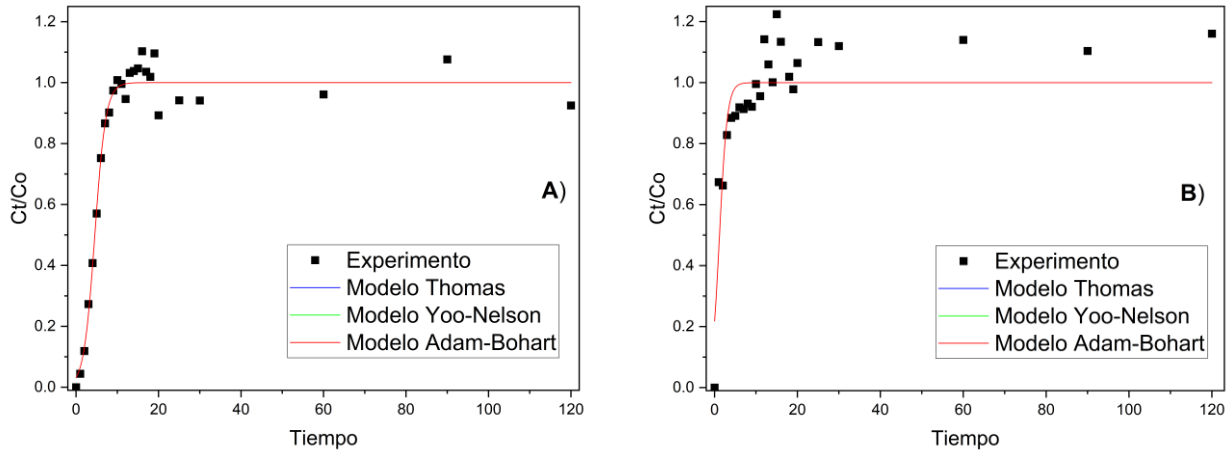 1.2
1.0
0.8
0.6
0.4
0.2
0.0
Ct/Co
A)
Experimento
Modelo Thomas
Modelo Yoo-Nelson
Modelo Adam-Bohart
0 20 40 60 80 100 120
Tiempo
1.2
1.0
0.8
0.6
0.4
0.2
0.0
Ct/Co
B)
Experimento
Modelo Thomas
Modelo Yoo-Nelson
Modelo Adam-Bohart
0 20 40 60 80 100 120
Tiempo